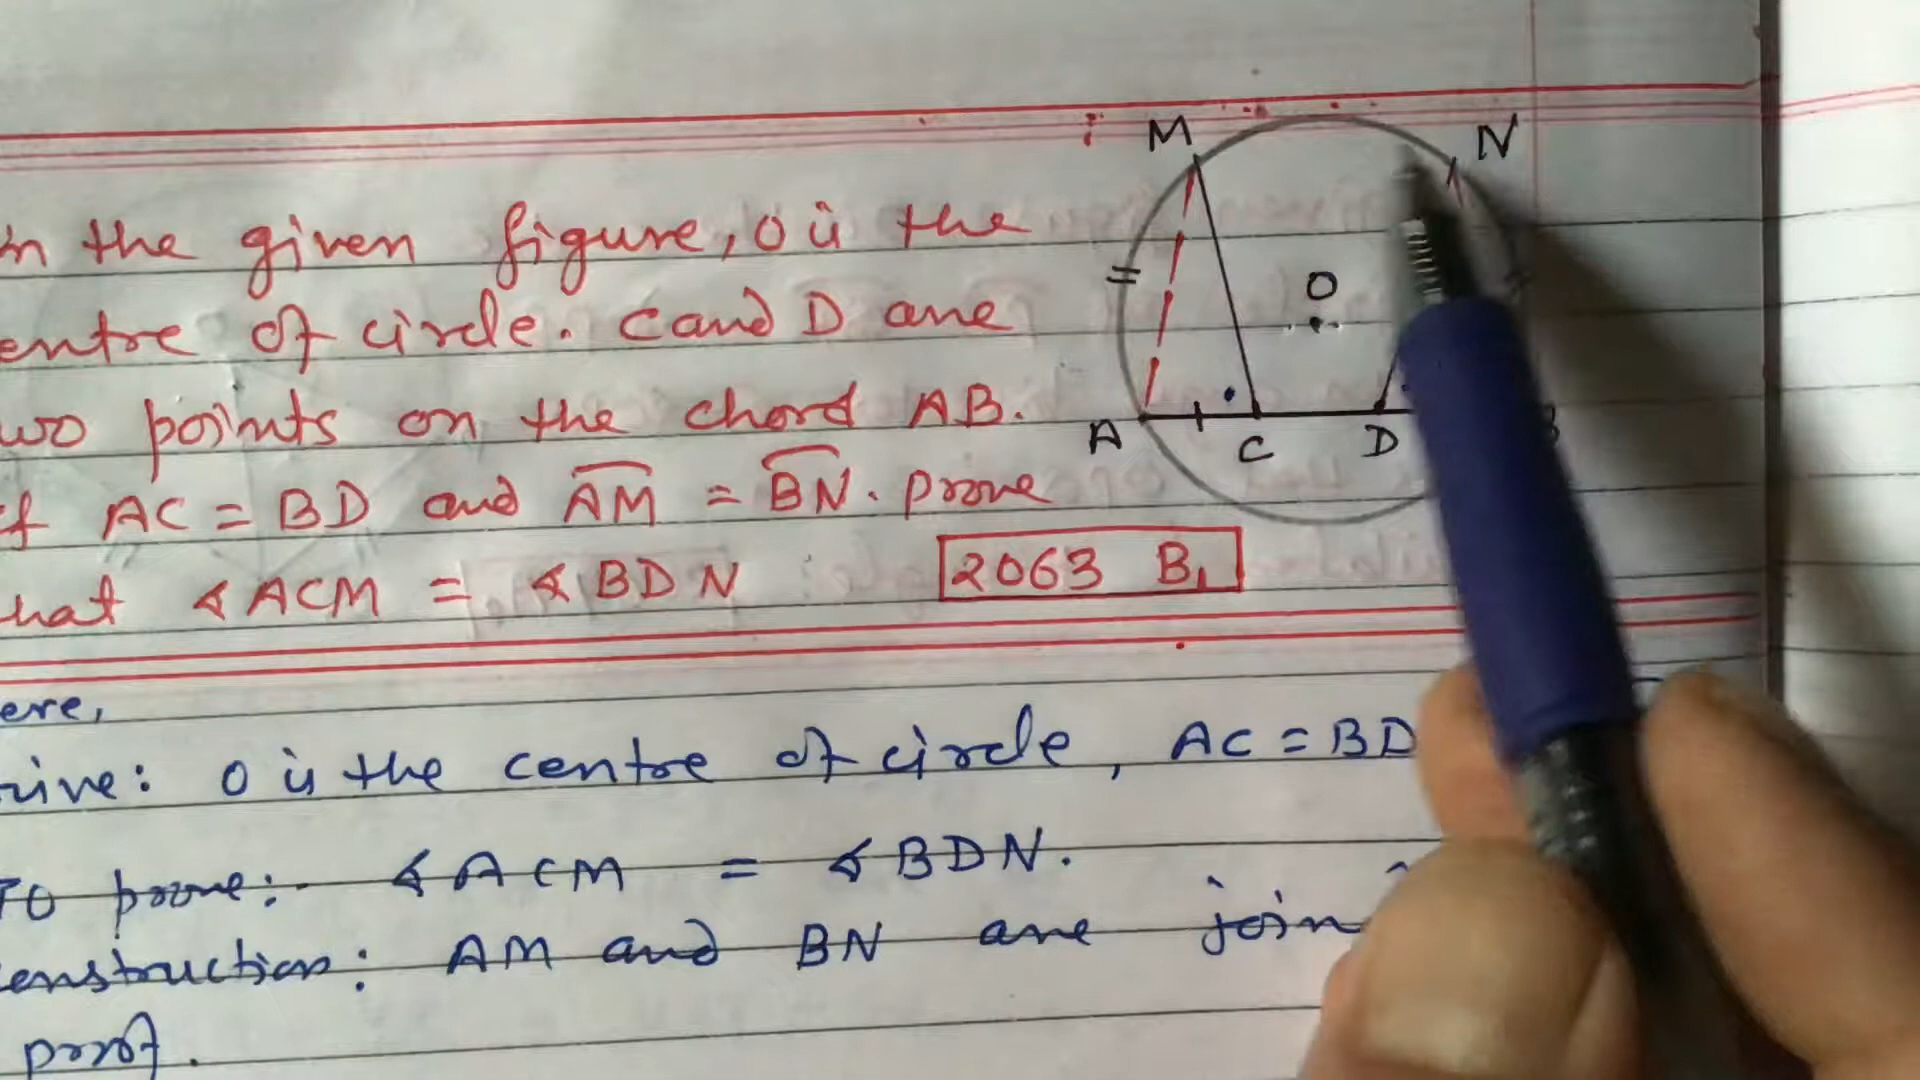 n the given figure, O is the
entre of circle. C and D are
wo points on the chord AB.
f AC = BD and AM = BN. prove
hat ∢ACM = ∢BDN 2063 B₁
M N
O
A C D B
ere,
O is the centre of circle, AC = BD
To prove:- ∢ACM = ∢BDN.
onstruction: AM and BN are join
proof.